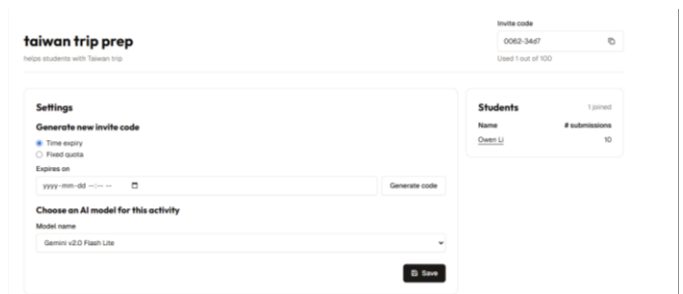 Invite code
taiwan trip prep
0062-34d7
helps students with Taiwan trip
Used 1 out of 100
Settings
Generate new invite code
Time expiry
Fixed quota
Expires on
yyyy-mm-dd --:-- --
Generate code
Choose an AI model for this activity
Model name
Gemini v2.0 Flash Lite
Save
Students 1 joined
Name # submissions
Owen Li 10